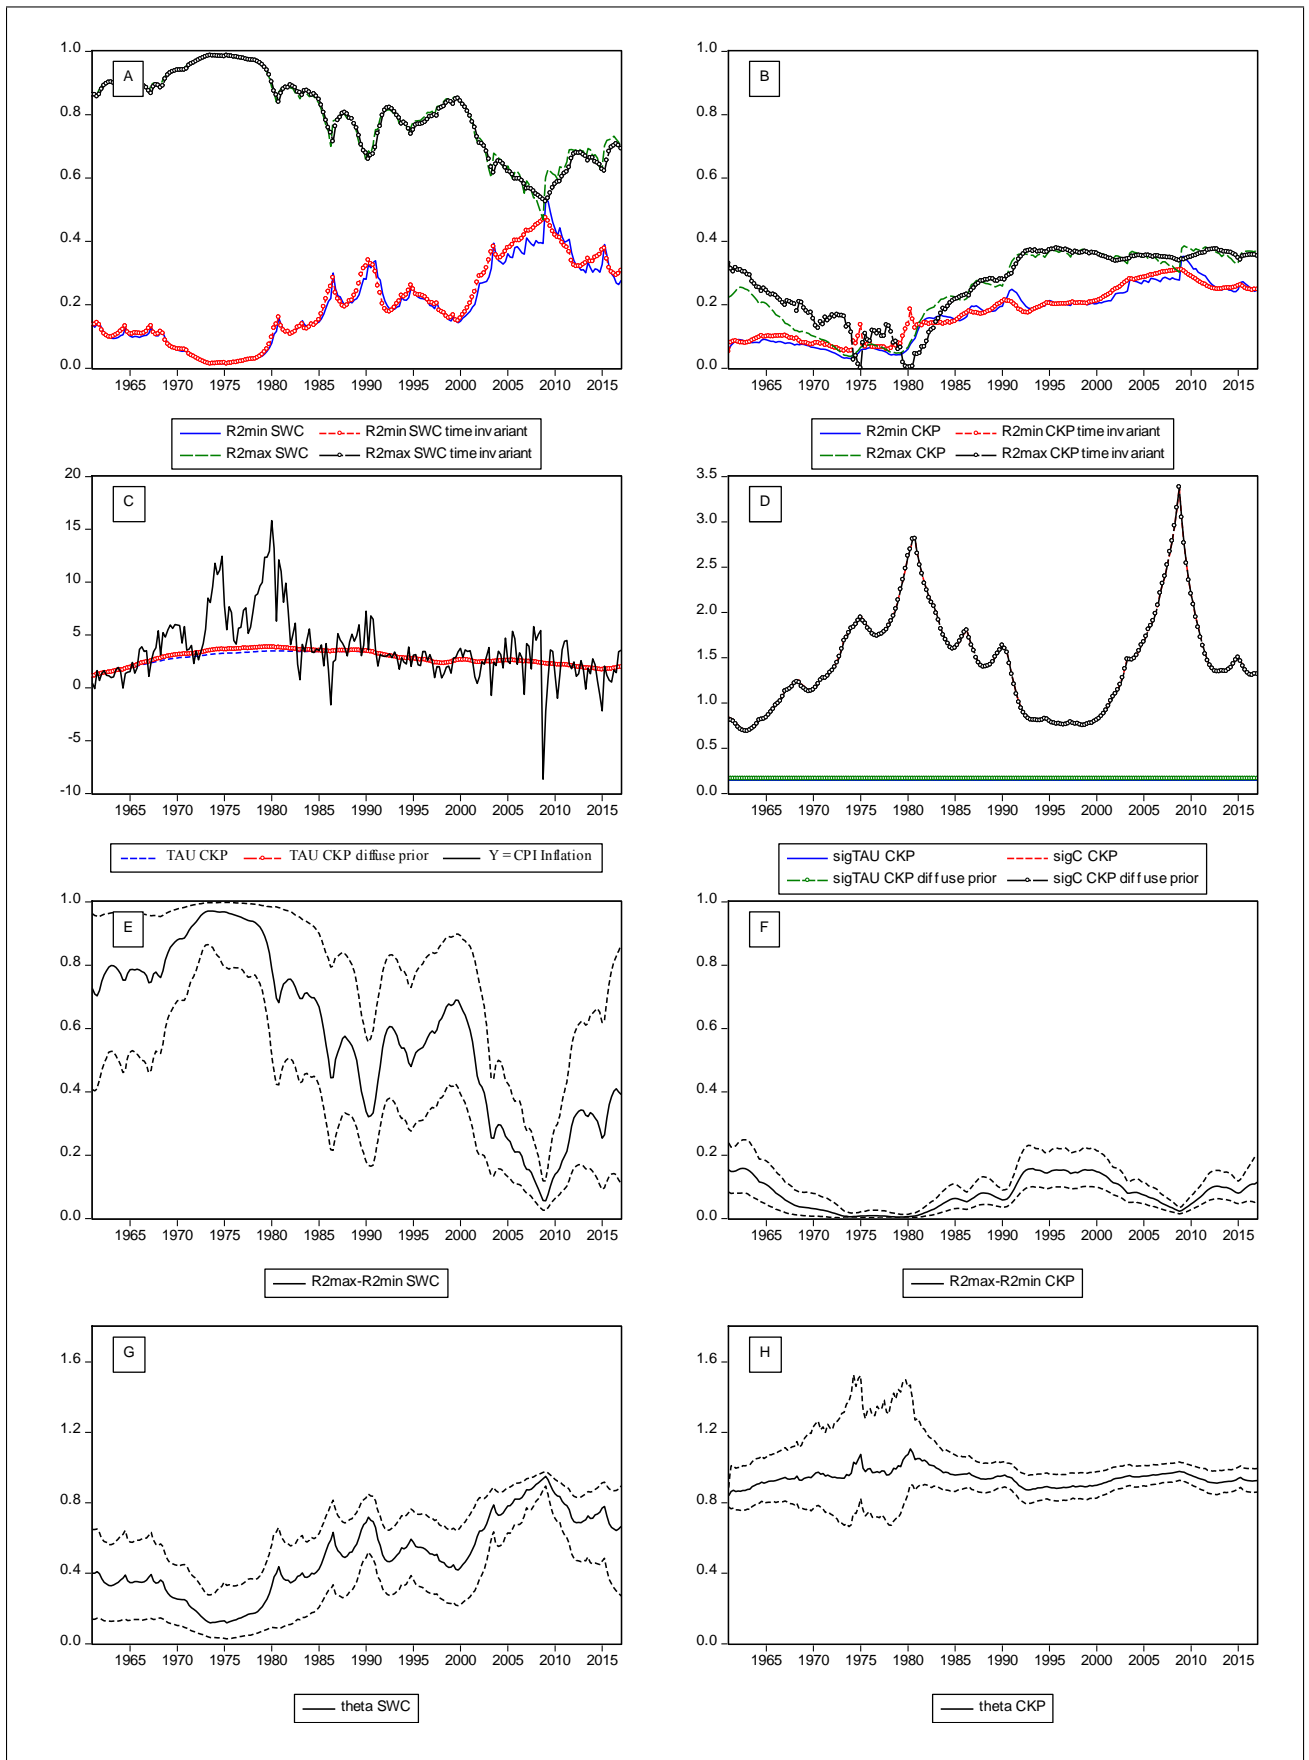 A
1.0
0.8
0.6
0.4
0.2
0.0
1965 1970 1975 1980 1985 1990 1995 2000 2005 2010 2015
R2min SWC R2min SWC time invariant
R2max SWC R2max SWC time invariant
B
1.0
0.8
0.6
0.4
0.2
0.0
1965 1970 1975 1980 1985 1990 1995 2000 2005 2010 2015
R2min CKP R2min CKP time invariant
R2max CKP R2max CKP time invariant
C
20
15
10
5
0
-5
-10
1965 1970 1975 1980 1985 1990 1995 2000 2005 2010 2015
TAU CKP TAU CKP diffuse prior Y = CPI Inflation
D
3.5
3.0
2.5
2.0
1.5
1.0
0.5
0.0
1965 1970 1975 1980 1985 1990 1995 2000 2005 2010 2015
sigTAU CKP sigC CKP
sigTAU CKP diffuse prior sigC CKP diffuse prior
E
1.0
0.8
0.6
0.4
0.2
0.0
1965 1970 1975 1980 1985 1990 1995 2000 2005 2010 2015
R2max-R2min SWC
F
1.0
0.8
0.6
0.4
0.2
0.0
1965 1970 1975 1980 1985 1990 1995 2000 2005 2010 2015
R2max-R2min CKP
G
1.6
1.2
0.8
0.4
0.0
1965 1970 1975 1980 1985 1990 1995 2000 2005 2010 2015
theta SWC
H
1.6
1.2
0.8
0.4
0.0
1965 1970 1975 1980 1985 1990 1995 2000 2005 2010 2015
theta CKP